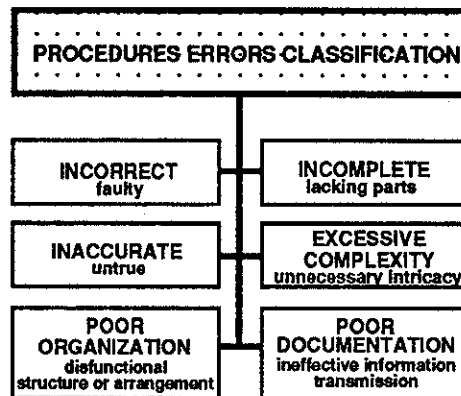 PROCEDURES ERRORS CLASSIFICATION
INCORRECT
faulty
INCOMPLETE
lacking parts
INACCURATE
untrue
EXCESSIVE
COMPLEXITY
unnecessary intricacy
POOR
ORGANIZATION
disfunctional
structure or arrangement
POOR
DOCUMENTATION
ineffective information
transmission